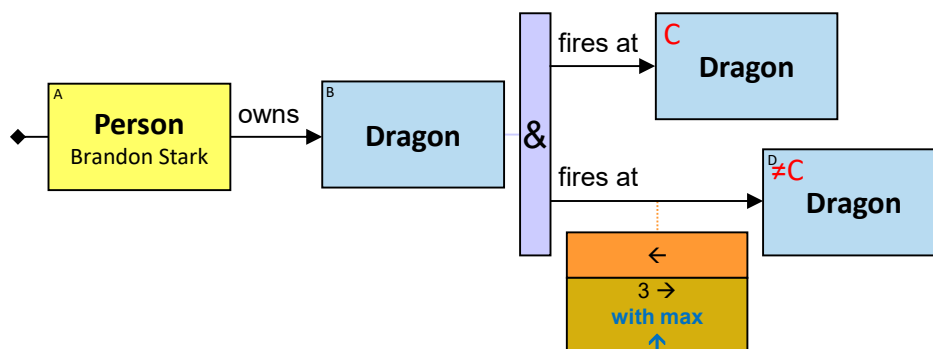 A
Person
Brandon Stark
owns
B
Dragon
&
fires at
C
Dragon
fires at
D
≠C
Dragon
←
3 →
with max
↑